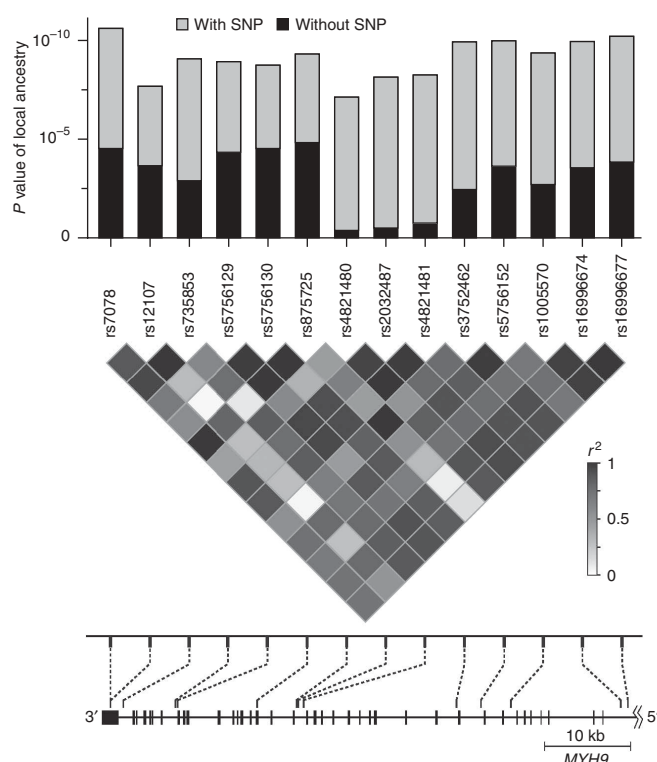 With SNP Without SNP
P value of local ancestry
10⁻¹⁰
10⁻⁵
0
rs7078
rs12107
rs735853
rs5756129
rs5756130
rs875725
rs4821480
rs2032487
rs4821481
rs3752462
rs5756152
rs1005570
rs16996674
rs16996677
r²
1
0.5
0
3′ 5′
10 kb
MYH9